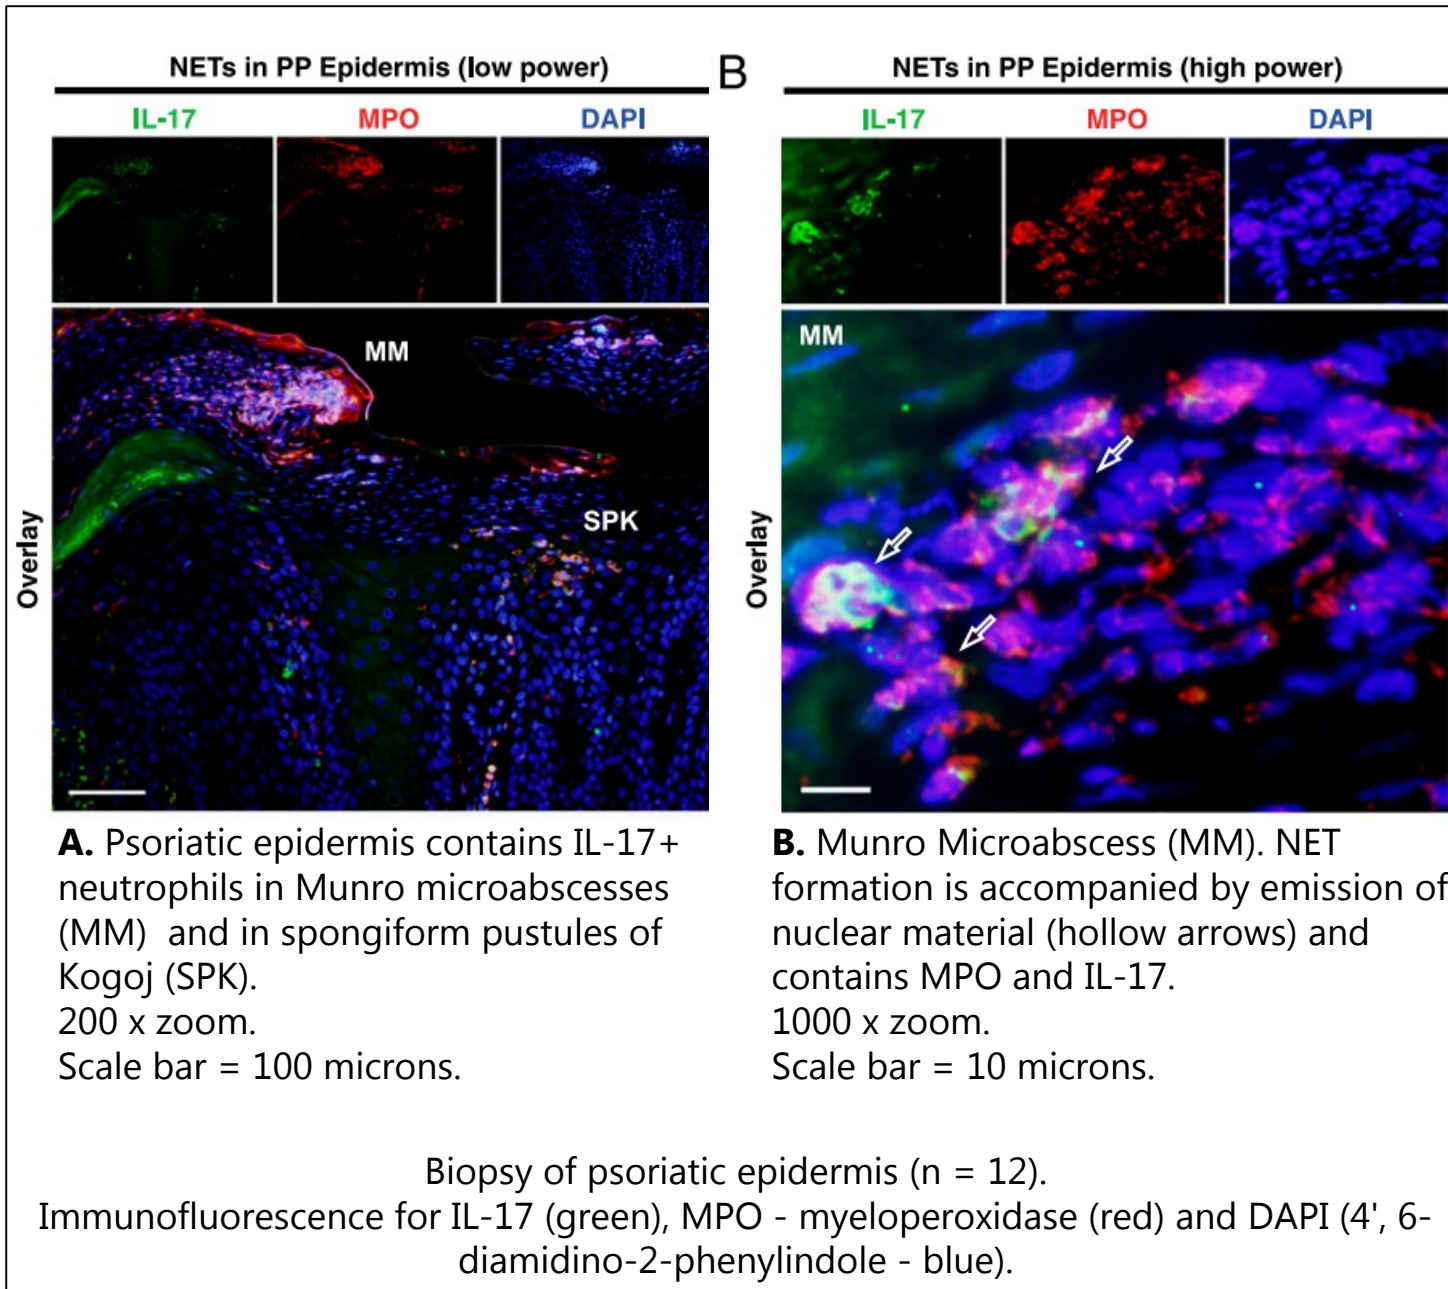 NETs in PP Epidermis (low power)
IL-17 MPO DAPI
MM
SPK
Overlay
B
NETs in PP Epidermis (high power)
IL-17 MPO DAPI
MM
Overlay
A. Psoriatic epidermis contains IL-17+
neutrophils in Munro microabscesses
(MM) and in spongiform pustules of
Kogoj (SPK).
200 x zoom.
Scale bar = 100 microns.
B. Munro Microabscess (MM). NET
formation is accompanied by emission of
nuclear material (hollow arrows) and
contains MPO and IL-17.
1000 x zoom.
Scale bar = 10 microns.
Biopsy of psoriatic epidermis (n = 12).
Immunofluorescence for IL-17 (green), MPO - myeloperoxidase (red) and DAPI (4', 6-
diamidino-2-phenylindole - blue).